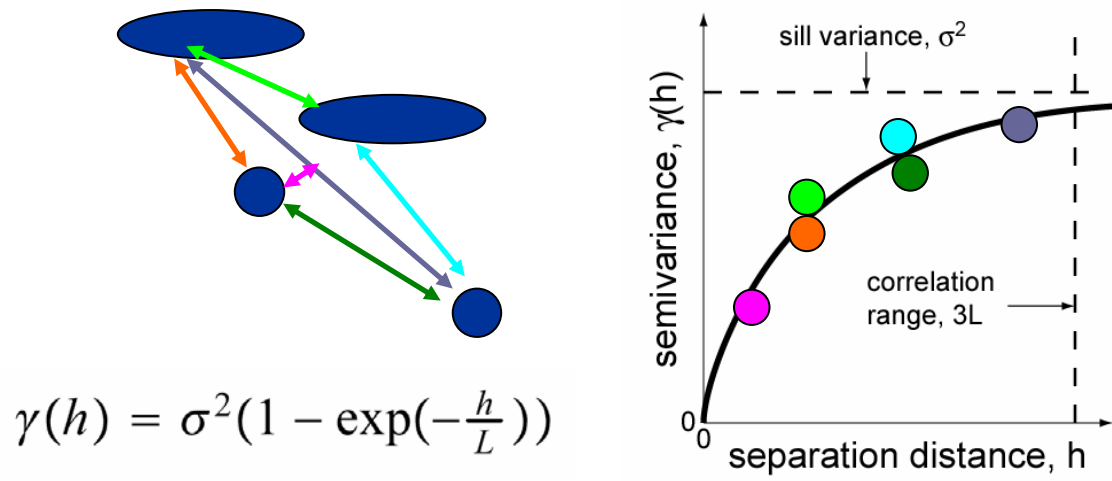 γ(h) = σ²(1 − exp(−h/L))
sill variance, σ²
semivariance, γ(h)
correlation
range, 3L
0
0
separation distance, h